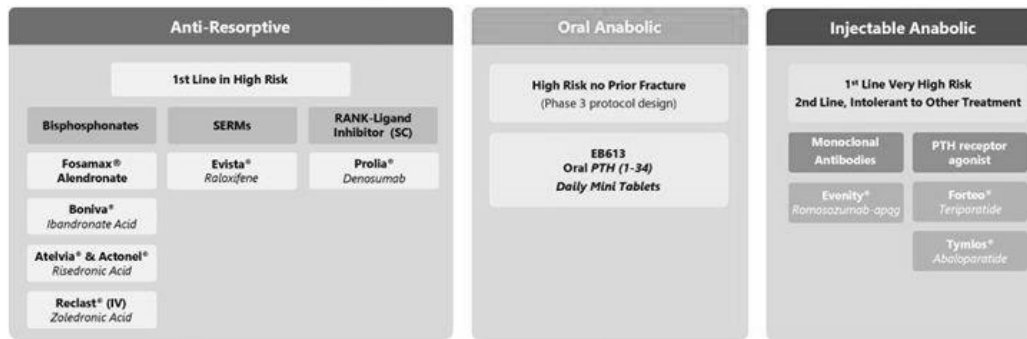 Anti-Resorptive
1st Line in High Risk
Bisphosphonates
Fosamax®
Alendronate
Boniva®
Ibandronate Acid
Atelvia® & Actonel®
Risedronic Acid
Reclast® (IV)
Zoledronic Acid
SERMs
Evista®
Raloxifene
RANK-Ligand
Inhibitor (SC)
Prolia®
Denosumab
Oral Anabolic
High Risk no Prior Fracture
(Phase 3 protocol design)
EB613
Oral PTH (1-34)
Daily Mini Tablets
Injectable Anabolic
1st Line Very High Risk
2nd Line, Intolerant to Other Treatment
Monoclonal
Antibodies
Evenity®
Romosozumab-apqg
PTH receptor
agonist
Forteo®
Teriparatide
Tymlos®
Abaloparatide